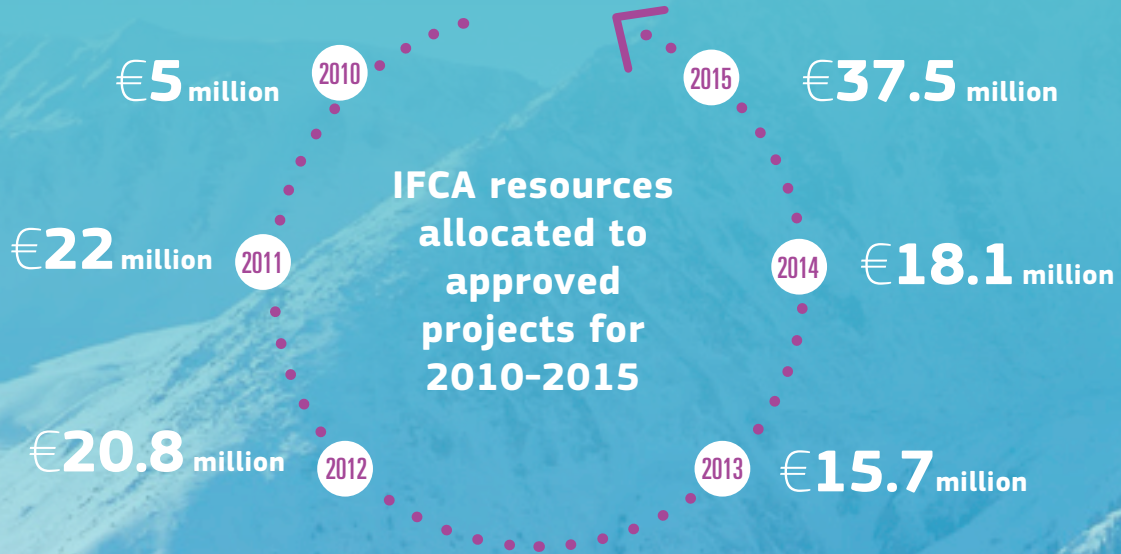 2010
€5 million
2011
€22 million
2012
€20.8 million
2013
€15.7 million
2014
€18.1 million
2015
€37.5 million
IFCA resources
allocated to
approved
projects for
2010-2015